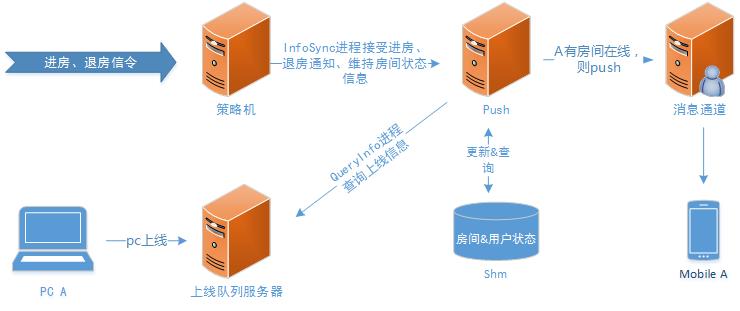 进房、退房信令
策略机
InfoSync进程接受进房、
退房通知、维持房间状态
信息
Push
A有房间在线，
则push
消息通道
QueryInfo进程
查询上线信息
更新&查
询
房间&用户状态
Shm
PC A
pc上线
上线队列服务器
Mobile A